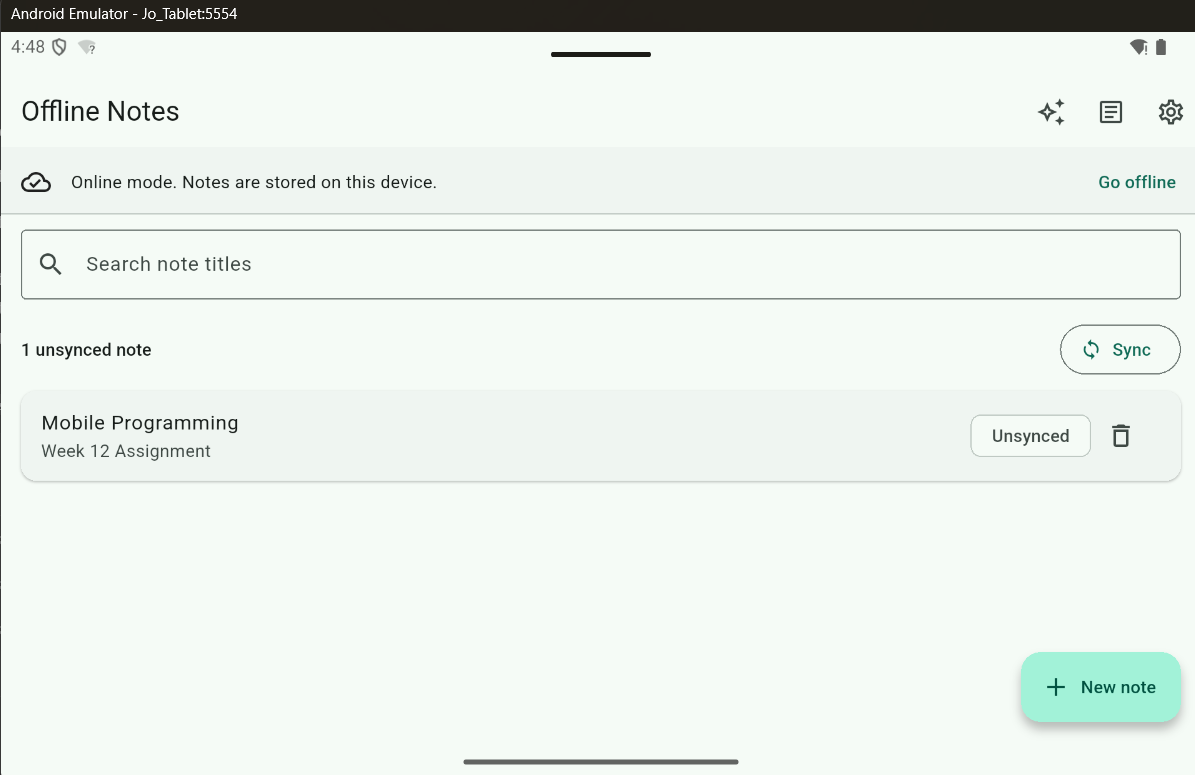 Android Emulator - Jo_Tablet:5554
4:48
Offline Notes
Online mode. Notes are stored on this device.
Go offline
Search note titles
1 unsynced note
Sync
Mobile Programming
Week 12 Assignment
Unsynced
New note